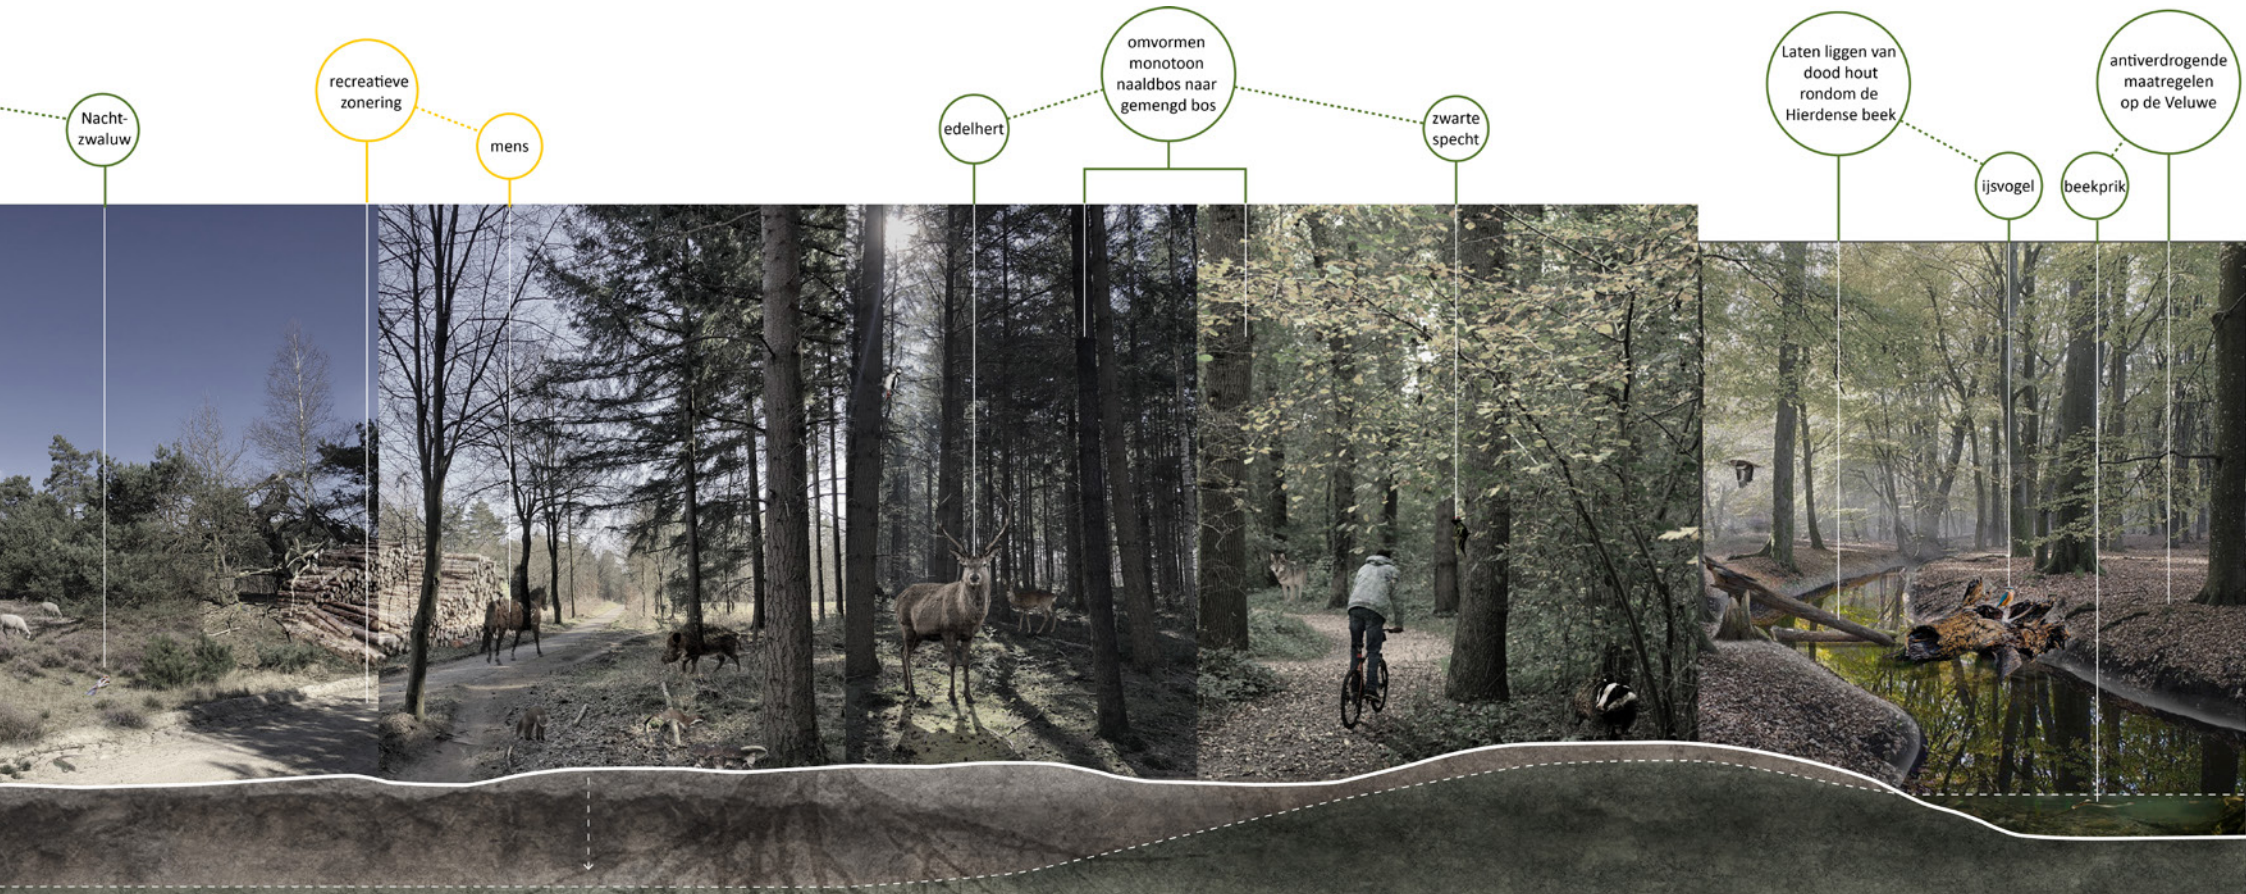 Nacht-
zwaluw
recreatieve
zonering
mens
edelhert
omvormen
monotoon
naaldbos naar
gemengd bos
zwarte
specht
Laten liggen van
dood hout
rondom de
Hierdense beek
ijsvogel
beekprik
antiverdrogende
maatregelen
op de Veluwe